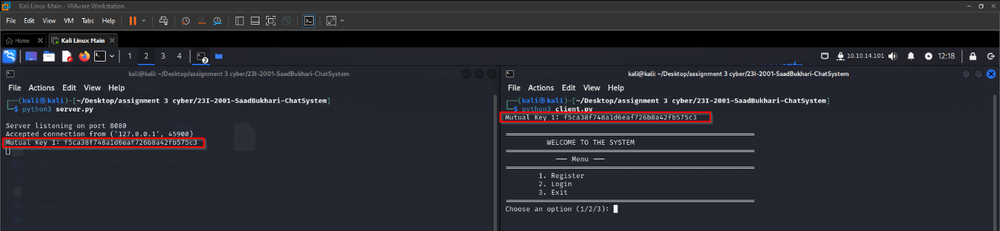 Kali Linux Main - VMware Workstation
File Edit View VM Tabs Help
Home Kali Linux Main
1 2 3 4 2 10.10.14.101 12:18
kali@kali: ~/Desktop/assignment 3 cyber/23I-2001-SaadBukhari-ChatSystem
File Actions Edit View Help
(kali㉿kali)-[~/Desktop/assignment 3 cyber/23I-2001-SaadBukhari-ChatSystem]
$ python3 server.py
Server listening on port 8080
Accepted connection from ('127.0.0.1', 45900)
Mutual Key 1: f5ca38f748a1d6eaf726b8a42fb575c3
kali@kali: ~/Desktop/assignment 3 cyber/23I-2001-SaadBukhari-ChatSystem
File Actions Edit View Help
(kali㉿kali)-[~/Desktop/assignment 3 cyber/23I-2001-SaadBukhari-ChatSystem]
$ python3 client.py
Mutual Key 1: f5ca38f748a1d6eaf726b8a42fb575c3
WELCOME TO THE SYSTEM
── Menu ──
1. Register
2. Login
3. Exit
Choose an option (1/2/3):